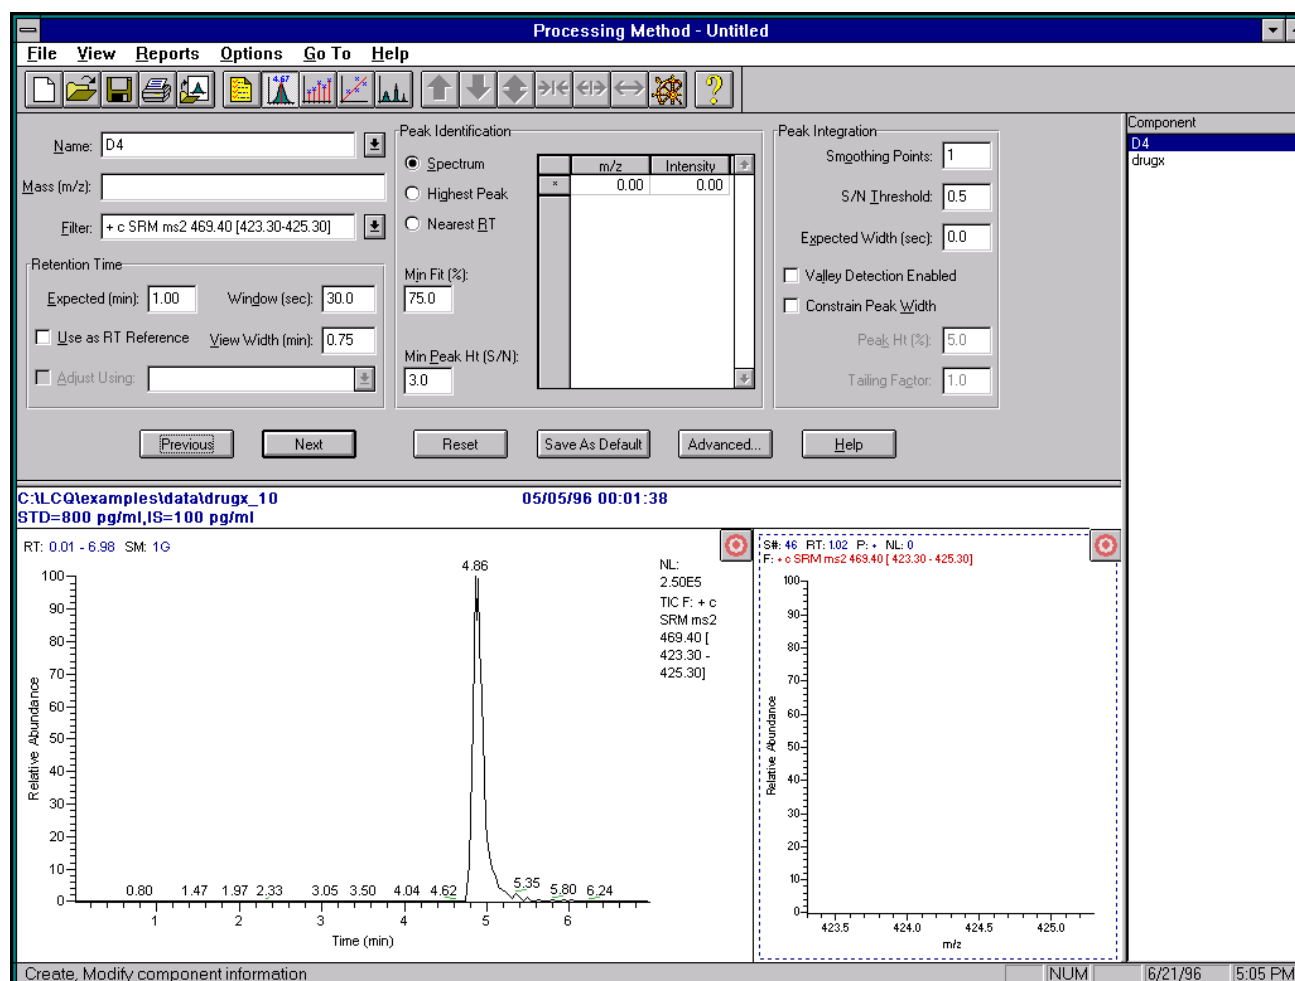 Processing Method - Untitled
File View Reports Options Go To Help
4.67
Name: D4
Mass (m/z):
Filter: + c SRM ms2 469.40 [423.30-425.30]
Retention Time
Expected (min): 1.00 Window (sec): 30.0
Use as RT Reference View Width (min): 0.75
Adjust Using:
Peak Identification
Spectrum
Highest Peak
Nearest RT
m/z Intensity
* 0.00 0.00
Min Fit (%):
75.0
Min Peak Ht (S/N):
3.0
Peak Integration
Smoothing Points: 1
S/N Threshold: 0.5
Expected Width (sec): 0.0
Valley Detection Enabled
Constrain Peak Width
Peak Ht (%): 5.0
Tailing Factor: 1.0
Component
D4
drugx
Previous Next Reset Save As Default Advanced... Help
C:\LCQ\examples\data\drugx_10 05/05/96 00:01:38
STD=800 pg/ml,IS=100 pg/ml
RT: 0.01 - 6.98 SM: 1G
4.86
NL:
2.50E5
TIC F: + c
SRM ms2
469.40 [
423.30 -
425.30]
100
90
80
70
60
50
40
30
20
10
0
Relative Abundance
0.80 1.47 1.97 2.33 3.05 3.50 4.04 4.62 5.35 5.80 6.24
1 2 3 4 5 6
Time (min)
S#: 46 RT: 1.02 P: + NL: 0
F: + c SRM ms2 469.40 [ 423.30 - 425.30]
100
90
80
70
60
50
40
30
20
10
0
Relative Abundance
423.5 424.0 424.5 425.0
m/z
Create, Modify component information NUM 6/21/96 5:05 PM